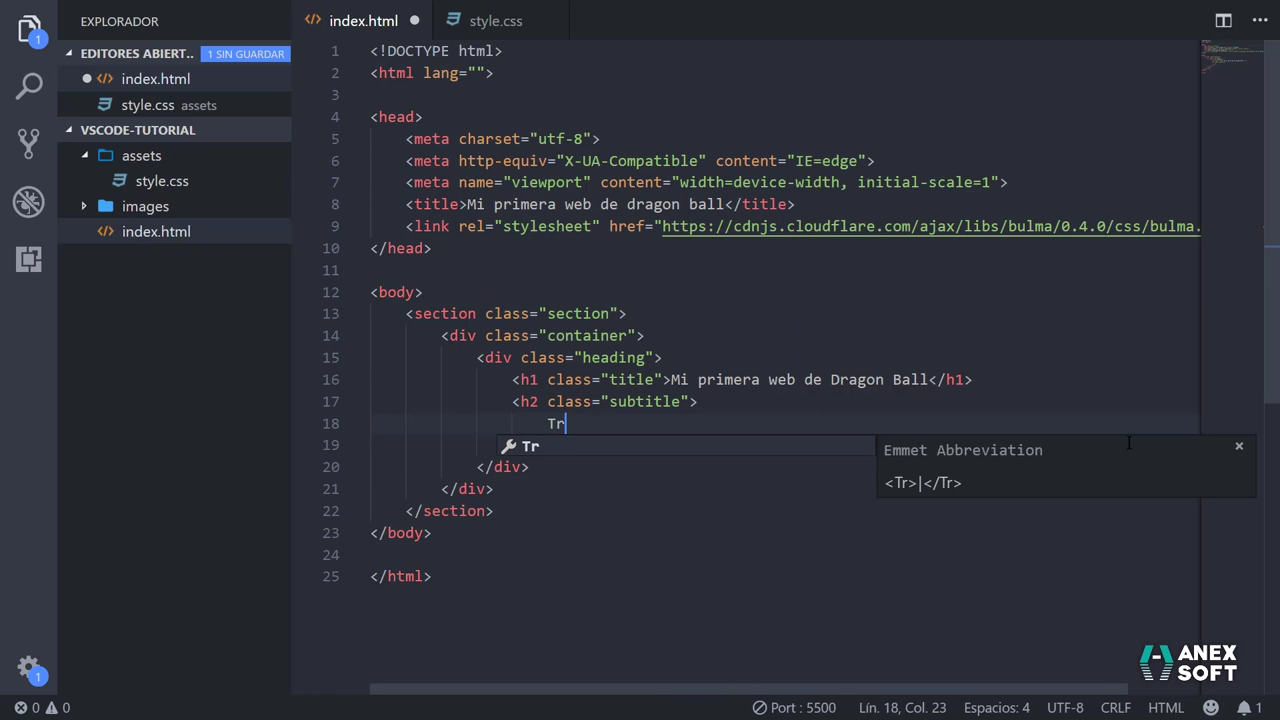 EXPLORADOR
EDITORES ABIERT.. 1 SIN GUARDAR
index.html
style.css assets
VSCODE-TUTORIAL
assets
style.css
images
index.html
1
1
index.html
style.css
1 <!DOCTYPE html>
2 <html lang="">
3
4 <head>
5 <meta charset="utf-8">
6 <meta http-equiv="X-UA-Compatible" content="IE=edge">
7 <meta name="viewport" content="width=device-width, initial-scale=1">
8 <title>Mi primera web de dragon ball</title>
9 <link rel="stylesheet" href="https://cdnjs.cloudflare.com/ajax/libs/bulma/0.4.0/css/bulma.
10 </head>
11
12 <body>
13 <section class="section">
14 <div class="container">
15 <div class="heading">
16 <h1 class="title">Mi primera web de Dragon Ball</h1>
17 <h2 class="subtitle">
18 Tr
19 Tr
Emmet Abbreviation
<Tr>|</Tr>
20 </div>
21 </div>
22 </section>
23 </body>
24
25 </html>
ANEX
SOFT
0 0 Port : 5500 Lín. 18, Col. 23 Espacios: 4 UTF-8 CRLF HTML 1